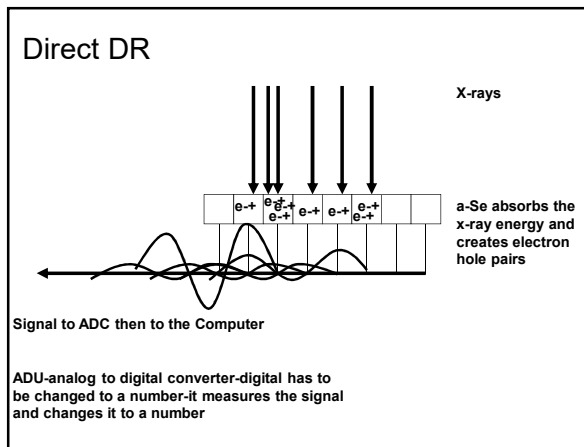 Direct DR
X-rays
e-+ e-+ e-+ e-+ e-+ e-+ e-+ e-+
a-Se absorbs the
x-ray energy and
creates electron
hole pairs
Signal to ADC then to the Computer
ADU-analog to digital converter-digital has to
be changed to a number-it measures the signal
and changes it to a number